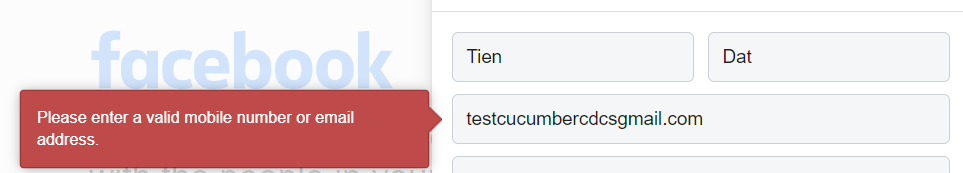 facebook
Tien
Dat
Please enter a valid mobile number or email
address.
testcucumbercdcsgmail.com